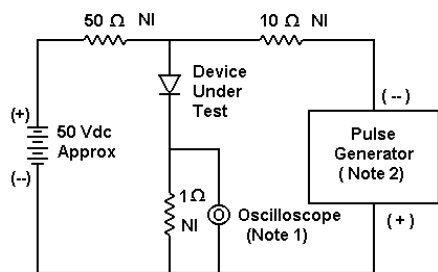 50 Ω NI
10 Ω NI
Device
Under
Test
(+)
50 Vdc
Approx
(--)
(--)
Pulse
Generator
( Note 2)
(+)
1Ω
NI
Oscilloscope
(Note 1)